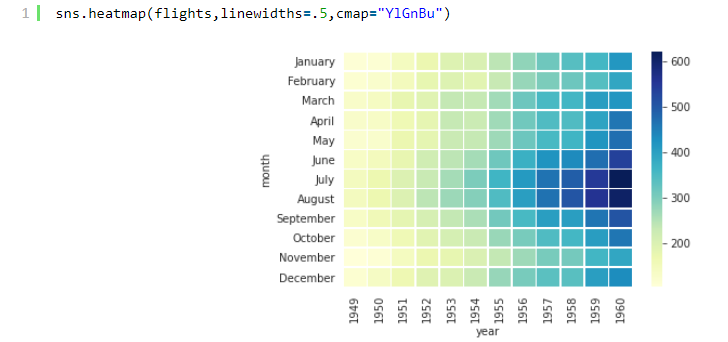 1 sns.heatmap(flights,linewidths=.5,cmap="YlGnBu")
January
February
March
April
May
June
July
August
September
October
November
December
month
1949 1950 1951 1952 1953 1954 1955 1956 1957 1958 1959 1960
year
600
500
400
300
200